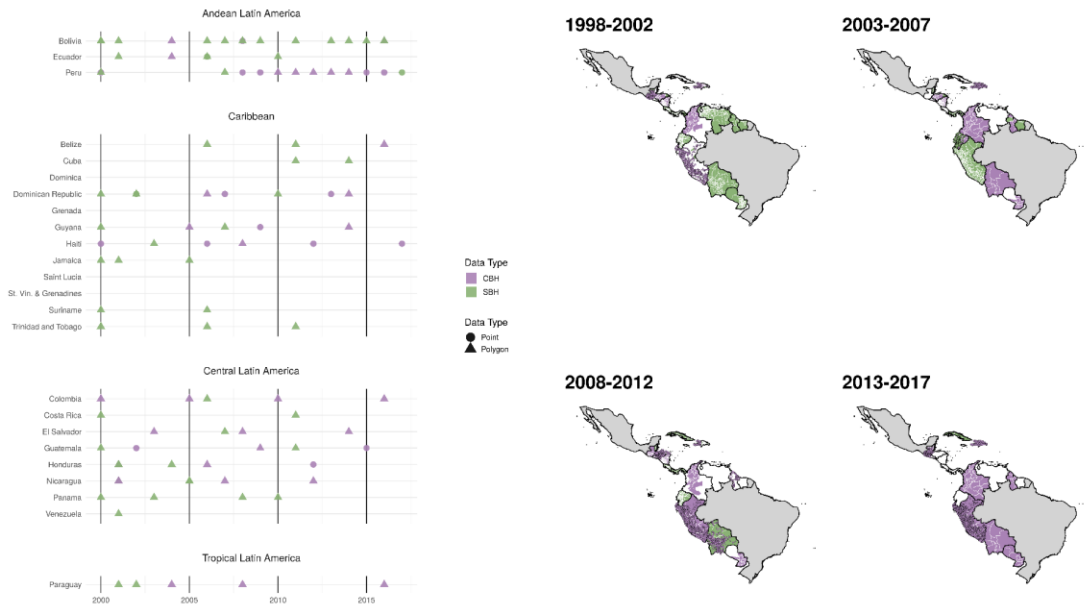 Andean Latin America
Bolivia
Ecuador
Peru
Caribbean
Belize
Cuba
Dominica
Dominican Republic
Grenada
Guyana
Haiti
Jamaica
Saint Lucia
St. Vin. & Grenadines
Suriname
Trinidad and Tobago
Central Latin America
Colombia
Costa Rica
El Salvador
Guatemala
Honduras
Nicaragua
Panama
Venezuela
Tropical Latin America
Paraguay
2000 2005 2010 2015
Data Type
CBH
SBH
Data Type
Point
Polygon
1998-2002
2003-2007
2008-2012
2013-2017